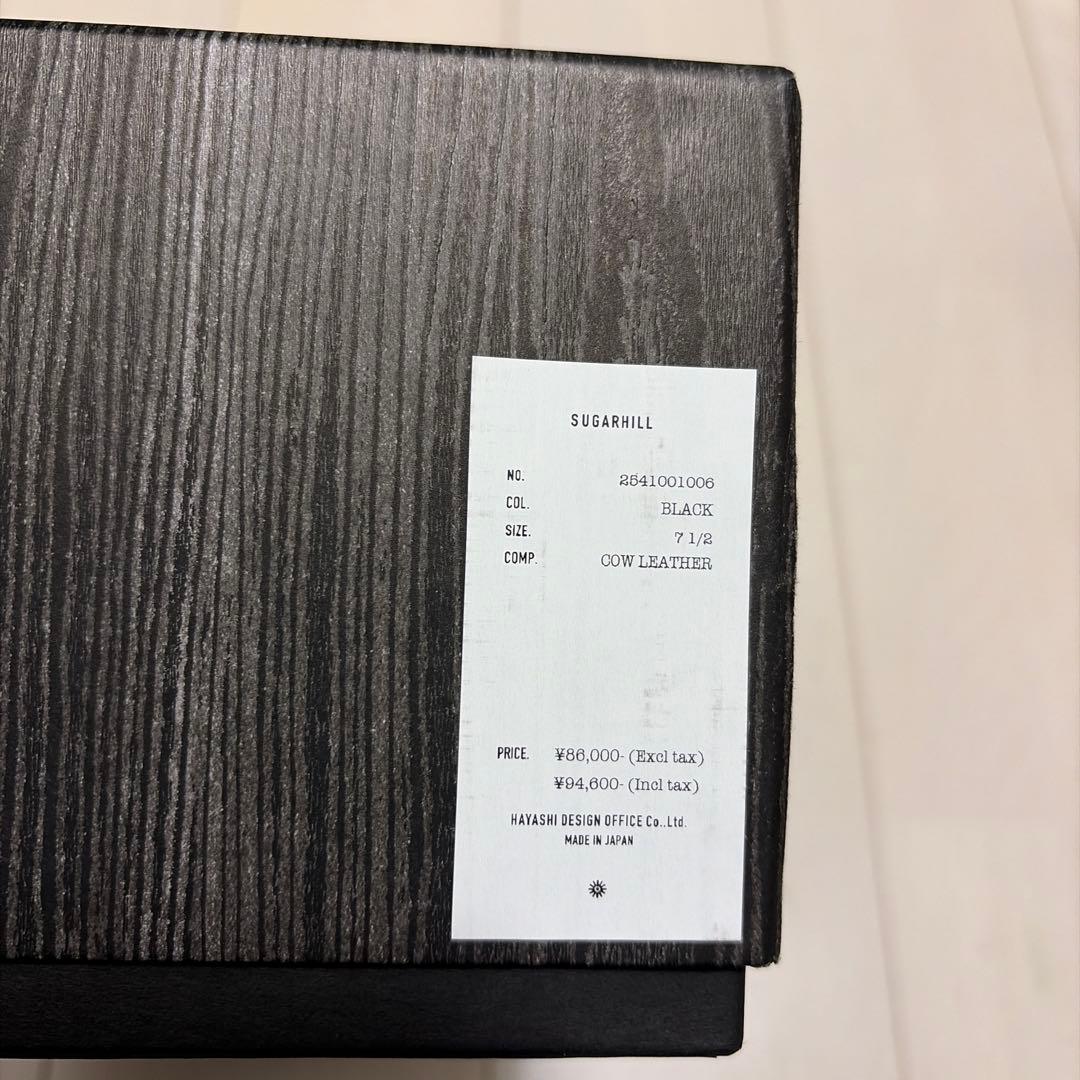 SUGARHILL
NO. 2541001006
COL. BLACK
SIZE. 7 1/2
COMP. COW LEATHER
PRICE. ¥86,000- (Excl tax)
¥94,600- (Incl tax)
HAYASHI DESIGN OFFICE Co.,Ltd.
MADE IN JAPAN